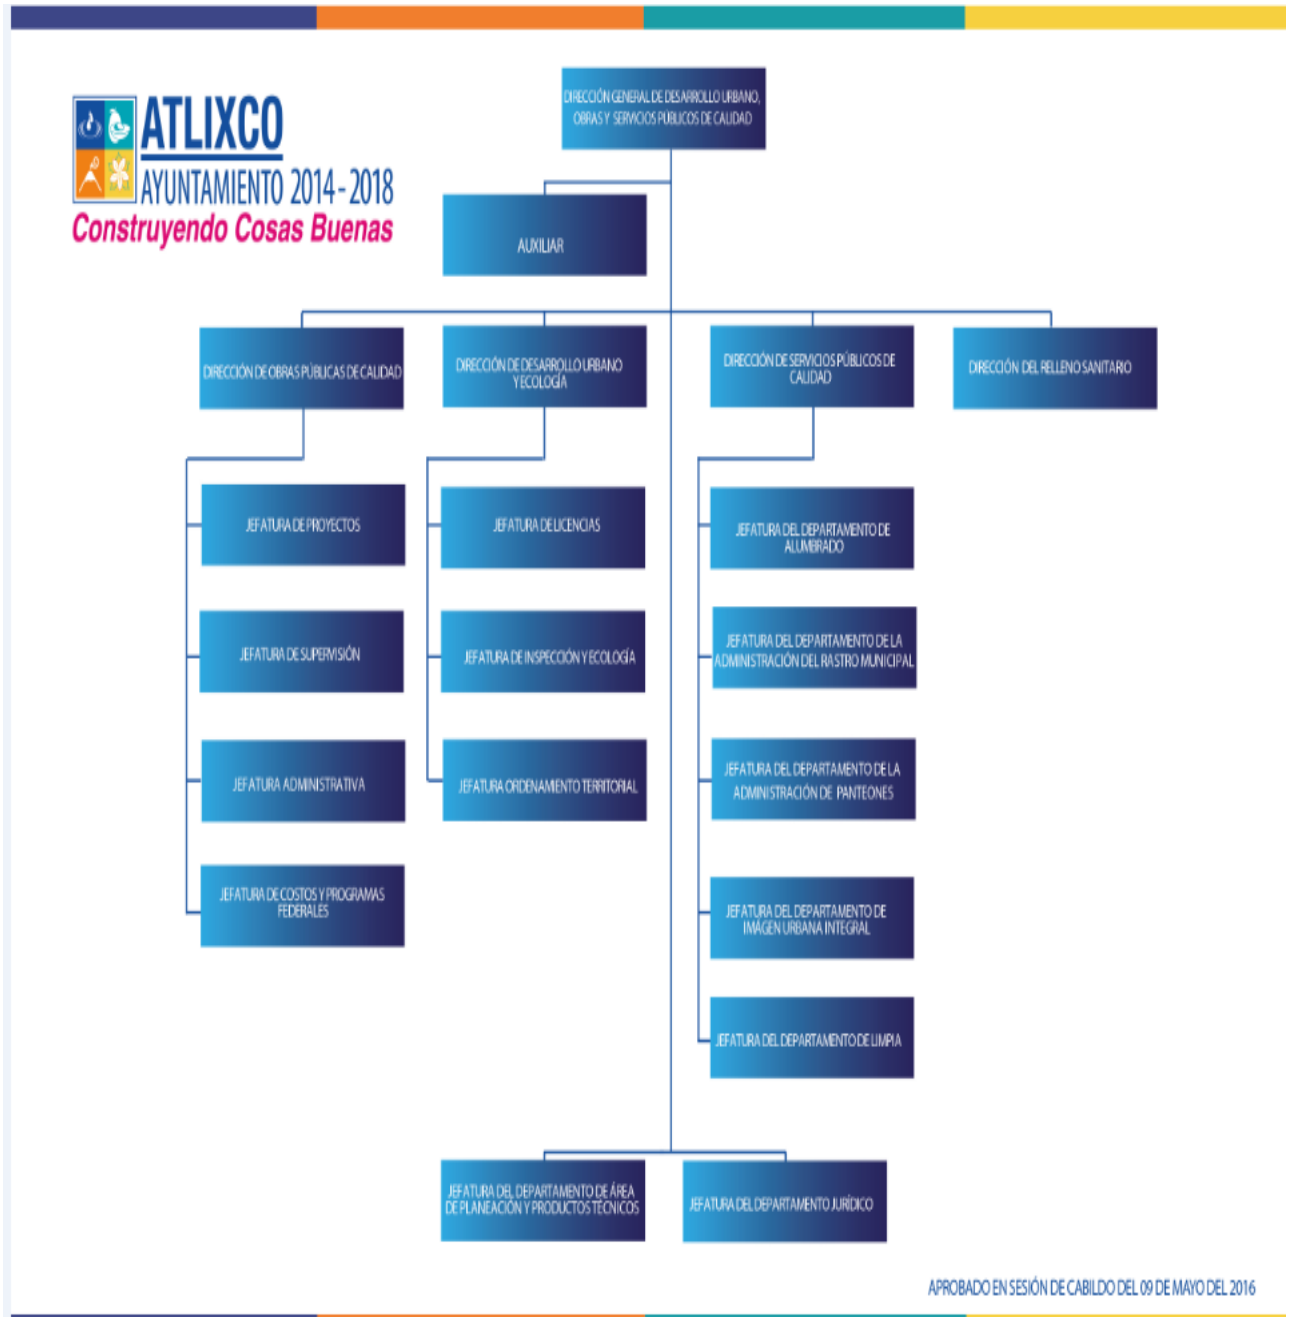 ATLIXCO
AYUNTAMIENTO 2014-2018
Construyendo Cosas Buenas
DIRECCIÓN GENERAL DE DESARROLLO URBANO,
OBRAS Y SERVICIOS PÚBLICOS DE CALIDAD
AUXILIAR
DIRECCIÓN DE OBRAS PÚBLICAS DE CALIDAD
DIRECCIÓN DE DESARROLLO URBANO
Y ECOLOGÍA
DIRECCIÓN DE SERVICIOS PÚBLICOS DE
CALIDAD
DIRECCIÓN DEL RELLENO SANITARIO
JEFATURA DE PROYECTOS
JEFATURA DE SUPERVISIÓN
JEFATURA ADMINISTRATIVA
JEFATURA DE COSTOS Y PROGRAMAS
FEDERALES
JEFATURA DE LICENCIAS
JEFATURA DE INSPECCIÓN Y ECOLOGÍA
JEFATURA ORDENAMIENTO TERRITORIAL
JEFATURA DEL DEPARTAMENTO DE
ALUMBRADO
JEFATURA DEL DEPARTAMENTO DE LA
ADMINISTRACIÓN DEL RASTRO MUNICIPAL
JEFATURA DEL DEPARTAMENTO DE LA
ADMINISTRACIÓN DE PANTEONES
JEFATURA DEL DEPARTAMENTO DE
IMÁGEN URBANA INTEGRAL
JEFATURA DEL DEPARTAMENTO DE LIMPIA
JEFATURA DEL DEPARTAMENTO DE ÁREA
DE PLANEACIÓN Y PRODUCTOS TÉCNICOS
JEFATURA DEL DEPARTAMENTO JURÍDICO
APROBADO EN SESIÓN DE CABILDO DEL 09 DE MAYO DEL 2016